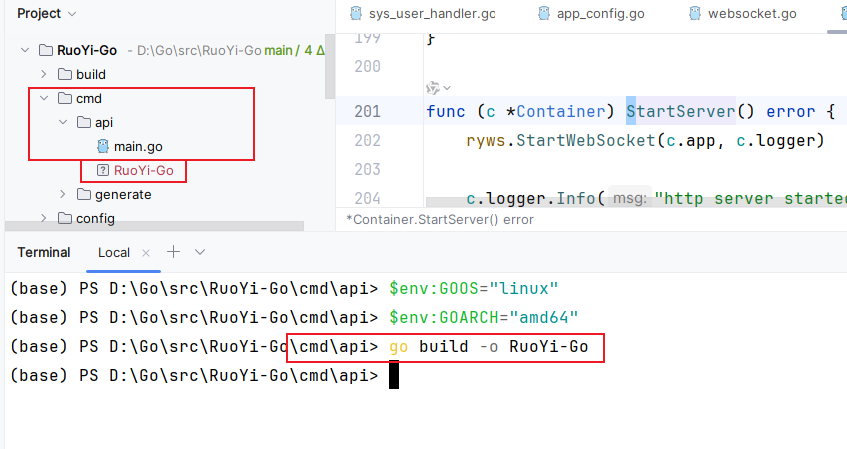 Project
sys_user_handler.go
app_config.go
websocket.go
RuoYi-Go - D:\Go\src\RuoYi-Go main / 4 Δ
build
cmd
api
main.go
RuoYi-Go
generate
config
199 }
200
201 func (c *Container) StartServer() error {
202 ryws.StartWebSocket(c.app, c.logger)
204 c.logger.Info( msg: "http server started
*Container.StartServer() error
Terminal Local × + 
(base) PS D:\Go\src\RuoYi-Go\cmd\api> $env:GOOS="linux"
(base) PS D:\Go\src\RuoYi-Go\cmd\api> $env:GOARCH="amd64"
(base) PS D:\Go\src\RuoYi-Go\cmd\api> go build -o RuoYi-Go
(base) PS D:\Go\src\RuoYi-Go\cmd\api>